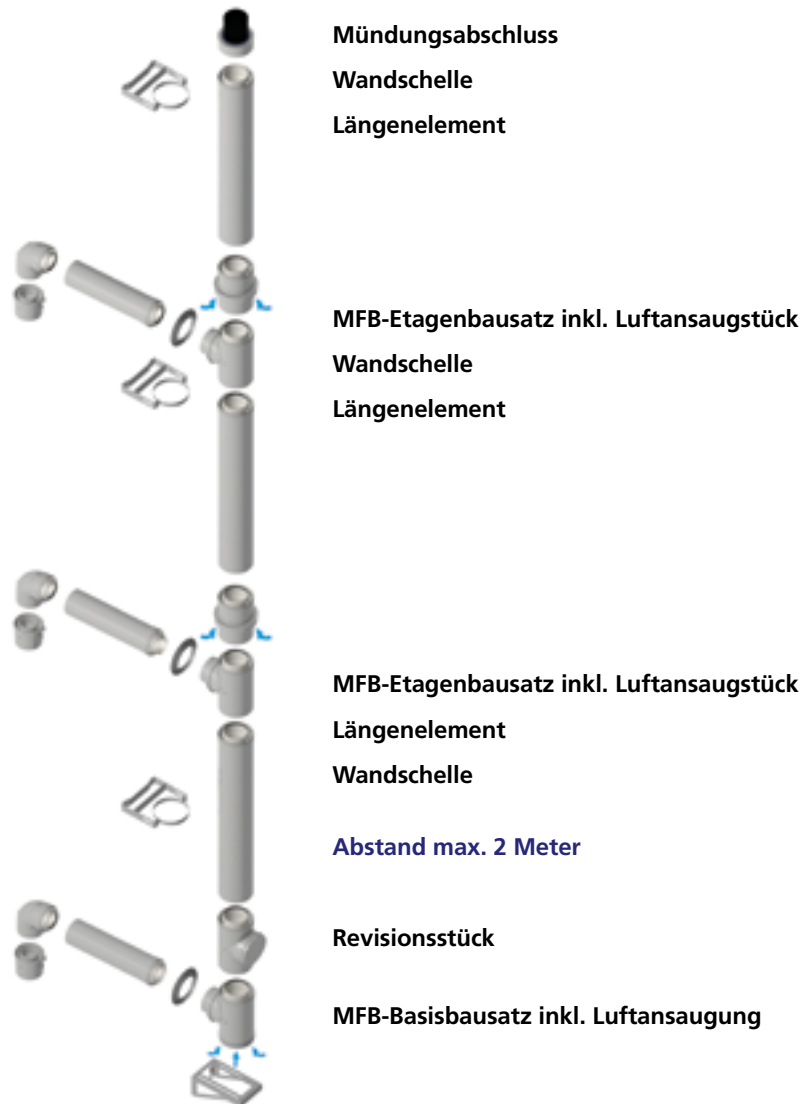 Mündungsabschluss
Wandschelle
Längenelement
MFB-Etagenbausatz inkl. Luftansaugstück
Wandschelle
Längenelement
MFB-Etagenbausatz inkl. Luftansaugstück
Längenelement
Wandschelle
Abstand max. 2 Meter
Revisionsstück
MFB-Basisbausatz inkl. Luftansaugung